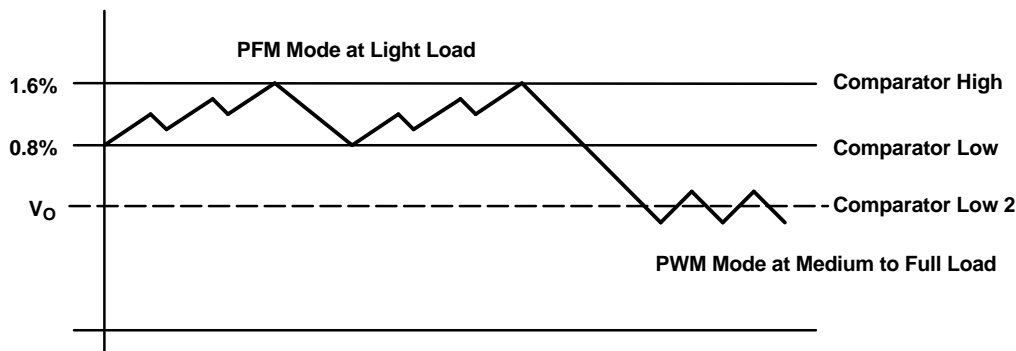 PFM Mode at Light Load
1.6%
Comparator High
0.8%
Comparator Low
VO
Comparator Low 2
PWM Mode at Medium to Full Load